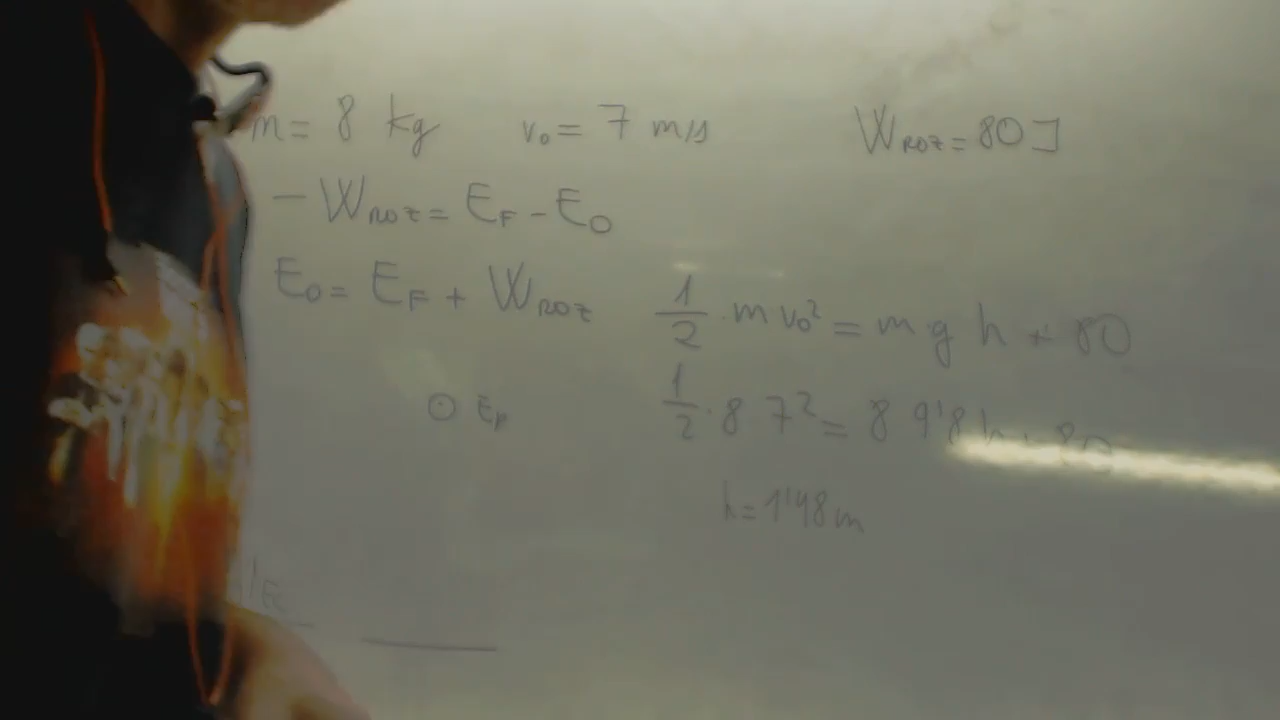 m = 8 kg v₀ = 7 m/s W_ROZ = 80 J
- W_ROZ = E_F - E_O
E_O = E_F + W_ROZ
1/2 · m v₀² = m g h + 80
1/2 · 8 7² = 8 9'8 h + 80
E_p
h = 1'48 m
E_c